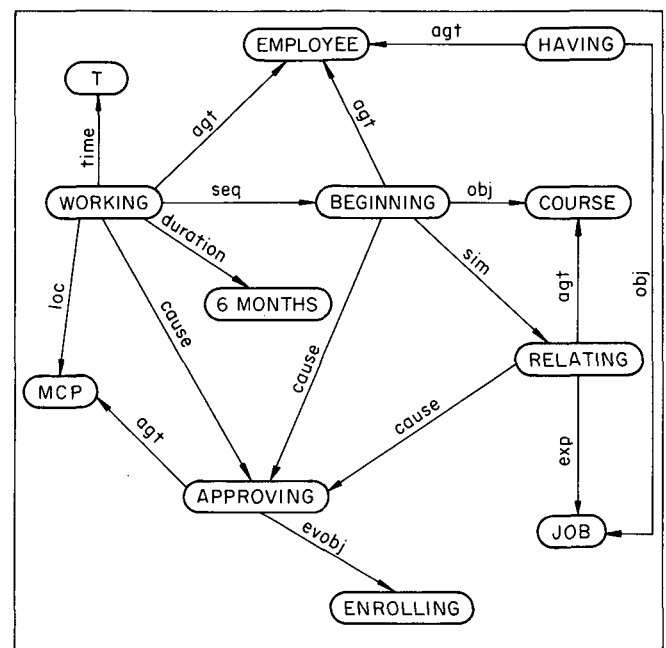 EMPLOYEE
agt
HAVING
T
time
agt
agt
WORKING
seq
BEGINNING
obj
COURSE
duration
sim
loc
6 MONTHS
agt
obj
cause
cause
RELATING
MCP
cause
agt
exp
APPROVING
evobj
JOB
ENROLLING